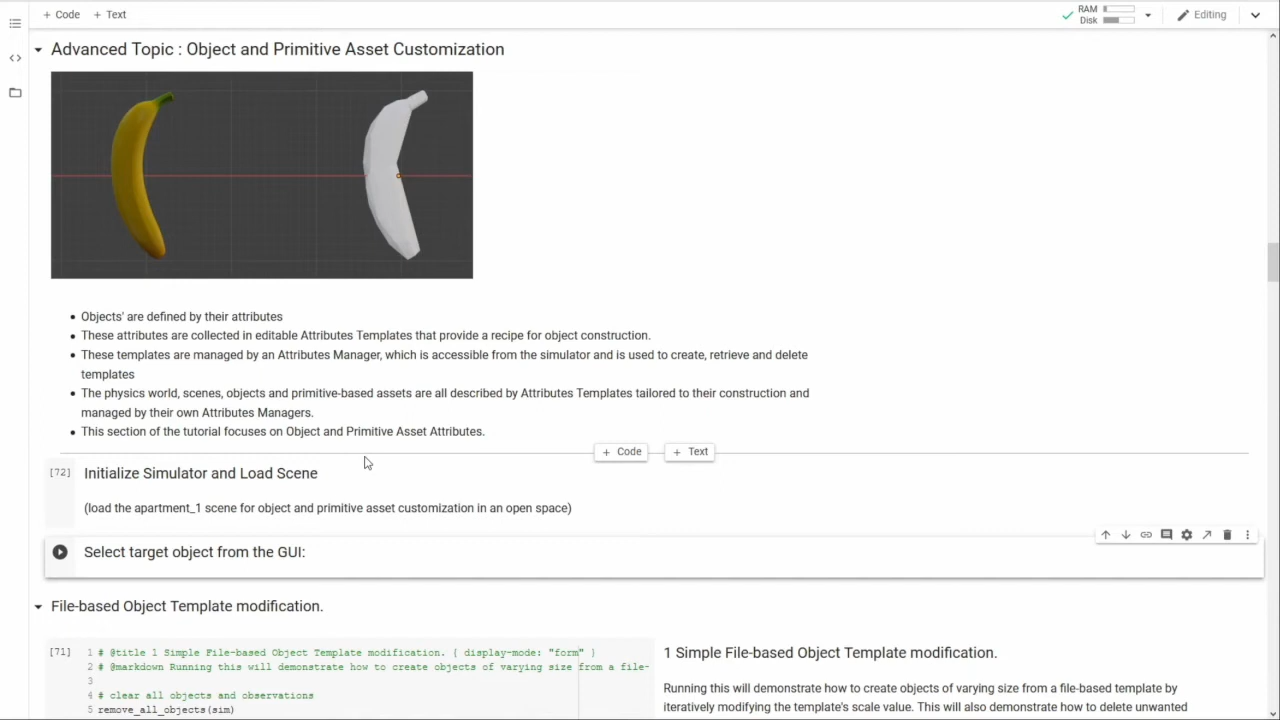 + Code + Text
RAM
Disk
Editing
Advanced Topic : Object and Primitive Asset Customization
Objects' are defined by their attributes
These attributes are collected in editable Attributes Templates that provide a recipe for object construction.
These templates are managed by an Attributes Manager, which is accessible from the simulator and is used to create, retrieve and delete
templates
The physics world, scenes, objects and primitive-based assets are all described by Attributes Templates tailored to their construction and
managed by their own Attributes Managers.
This section of the tutorial focuses on Object and Primitive Asset Attributes.
+ Code + Text
[72] Initialize Simulator and Load Scene
(load the apartment_1 scene for object and primitive asset customization in an open space)
Select target object from the GUI:
File-based Object Template modification.
[71] 1 # @title 1 Simple File-based Object Template modification. { display-mode: "form" }
2 # @markdown Running this will demonstrate how to create objects of varying size from a file-
3
4 # clear all objects and observations
5 remove_all_objects(sim)
1 Simple File-based Object Template modification.
Running this will demonstrate how to create objects of varying size from a file-based template by
iteratively modifying the template's scale value. This will also demonstrate how to delete unwanted